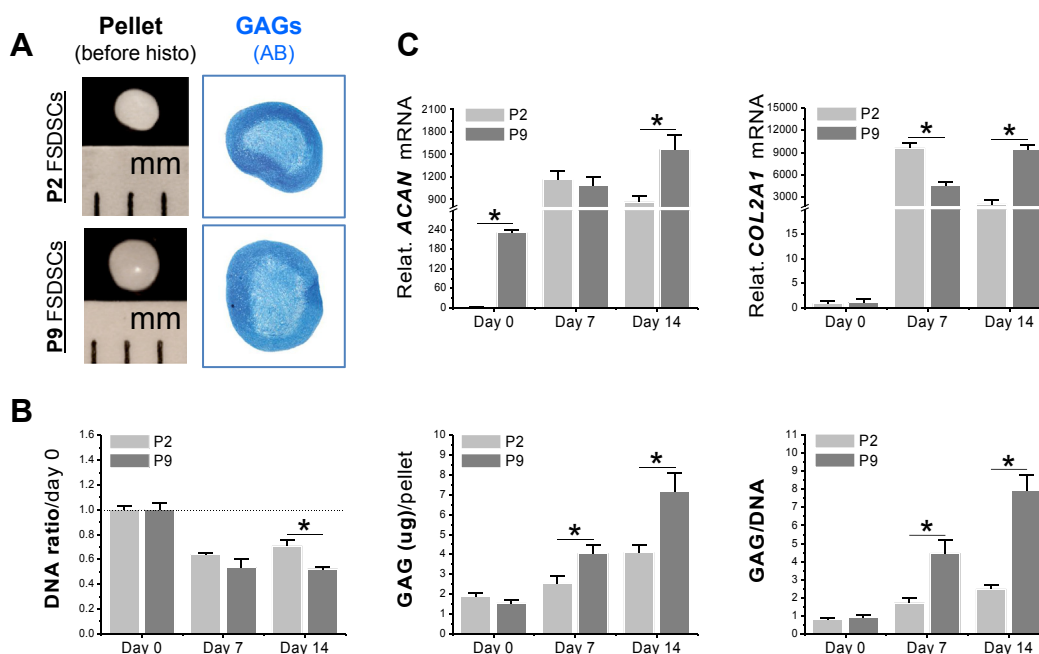 A
Pellet
(before histo)
GAGs
(AB)
P2 FSDSCs
mm
P9 FSDSCs
mm
C
Relat. ACAN mRNA
2100
1800
1500
1200
900
240
180
120
60
0
P2
P9
*
*
Day 0
Day 7
Day 14
Relat. COL2A1 mRNA
15000
12000
9000
6000
3000
15
10
5
0
P2
P9
*
*
Day 0
Day 7
Day 14
B
DNA ratio/day 0
1.6
1.4
1.2
1.0
0.8
0.6
0.4
0.2
0.0
P2
P9
*
Day 0
Day 7
Day 14
GAG (ug)/pellet
10
9
8
7
6
5
4
3
2
1
0
P2
P9
*
*
Day 0
Day 7
Day 14
GAG/DNA
11
10
9
8
7
6
5
4
3
2
1
0
P2
P9
*
*
Day 0
Day 7
Day 14